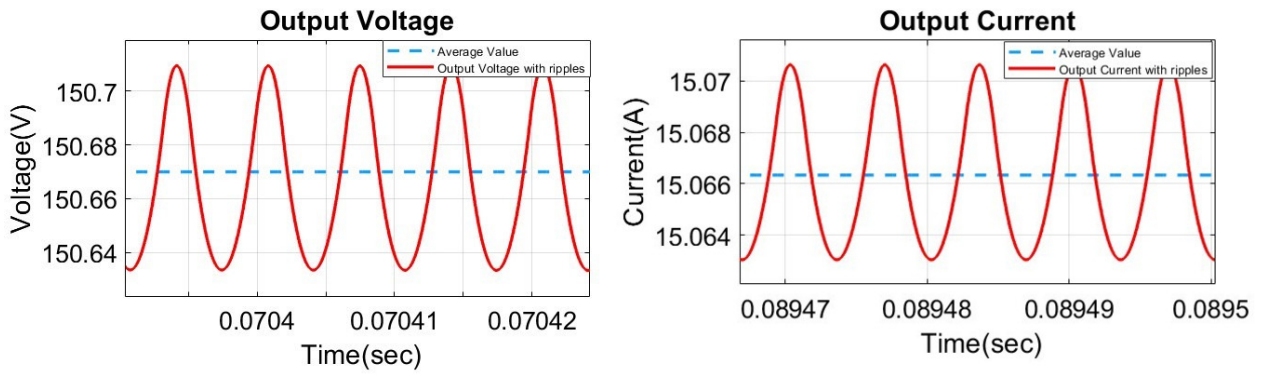 Output Voltage
Average Value
Output Voltage with ripples
Voltage(V)
150.7
150.68
150.66
150.64
0.0704
0.07041
0.07042
Time(sec)
Output Current
Average Value
Output Current with ripples
Current(A)
15.07
15.068
15.066
15.064
0.08947
0.08948
0.08949
0.0895
Time(sec)